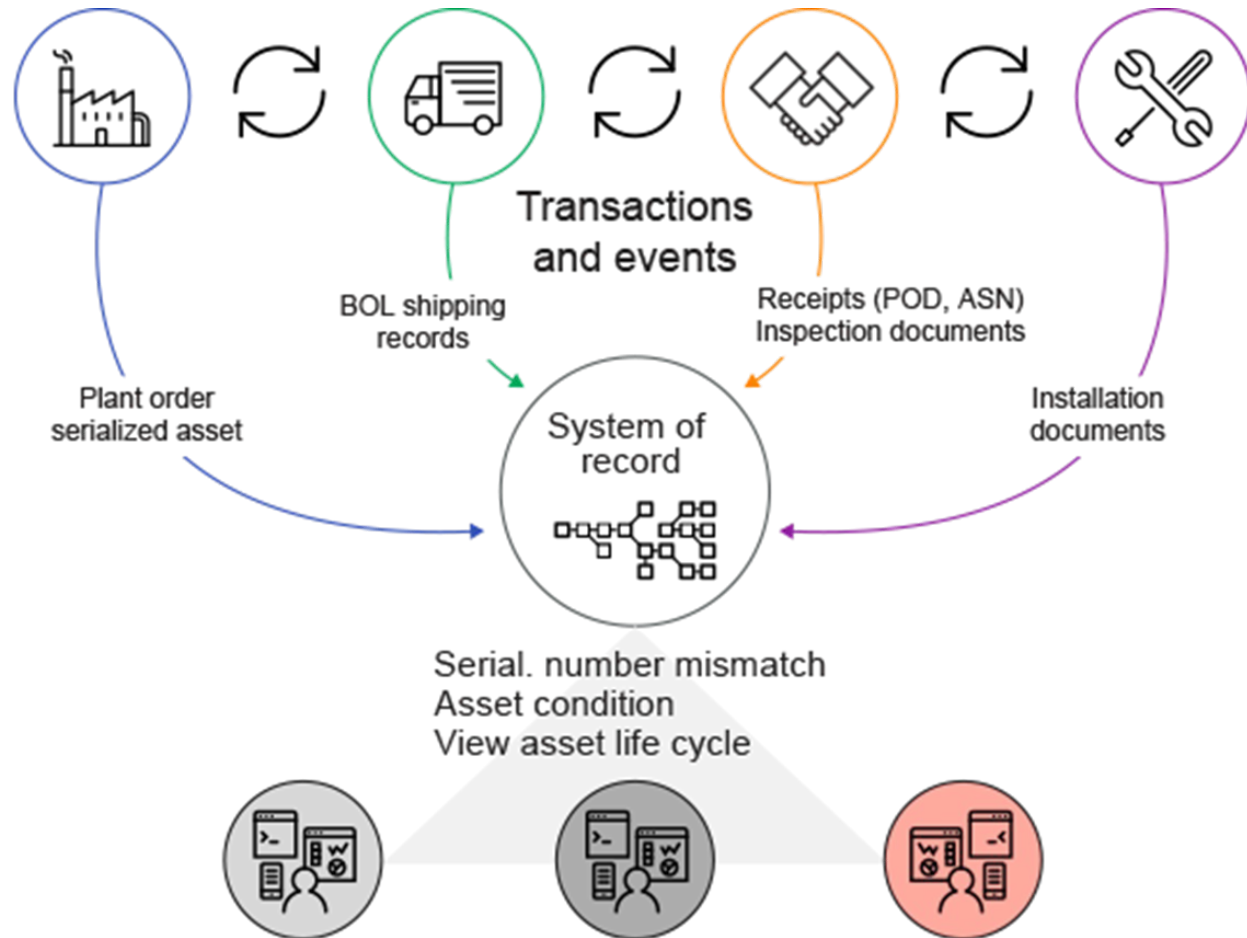 Transactions
and events
BOL shipping
records
Receipts (POD, ASN)
Inspection documents
Plant order
serialized asset
Installation
documents
System of
record
Serial. number mismatch
Asset condition
View asset life cycle